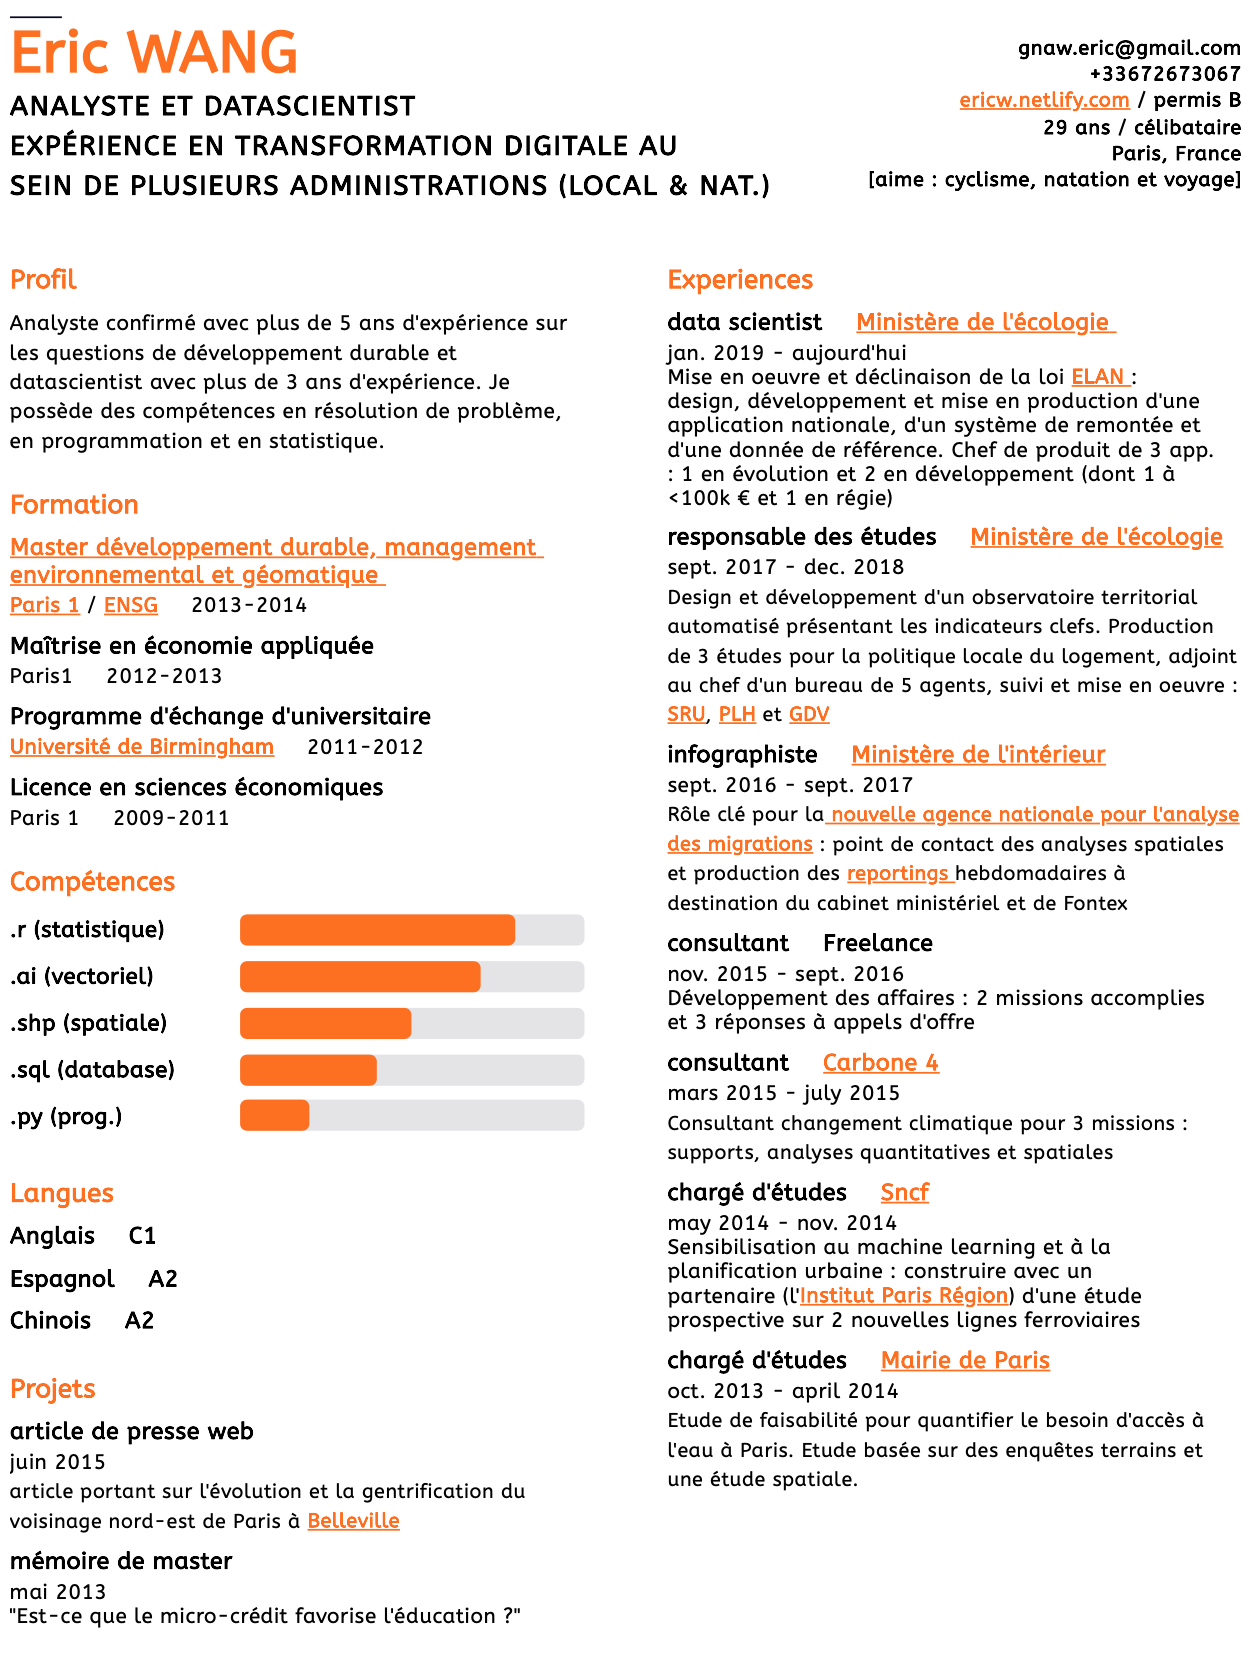 Eric WANG
ANALYSTE ET DATASCIENTIST
EXPÉRIENCE EN TRANSFORMATION DIGITALE AU
SEIN DE PLUSIEURS ADMINISTRATIONS (LOCAL & NAT.)
gnaw.eric@gmail.com
+33672673067
ericw.netlify.com / permis B
29 ans / célibataire
Paris, France
[aime : cyclisme, natation et voyage]
Profil
Analyste confirmé avec plus de 5 ans d'expérience sur
les questions de développement durable et
datascientist avec plus de 3 ans d'expérience. Je
possède des compétences en résolution de problème,
en programmation et en statistique.
Formation
Master développement durable, management
environnemental et géomatique
Paris 1 / ENSG 2013-2014
Maîtrise en économie appliquée
Paris1 2012-2013
Programme d'échange d'universitaire
Université de Birmingham 2011-2012
Licence en sciences économiques
Paris 1 2009-2011
Compétences
.r (statistique)
.ai (vectoriel)
.shp (spatiale)
.sql (database)
.py (prog.)
Langues
Anglais C1
Espagnol A2
Chinois A2
Projets
article de presse web
juin 2015
article portant sur l'évolution et la gentrification du
voisinage nord-est de Paris à Belleville
mémoire de master
mai 2013
"Est-ce que le micro-crédit favorise l'éducation ?"
Experiences
data scientist Ministère de l'écologie
jan. 2019 - aujourd'hui
Mise en oeuvre et déclinaison de la loi ELAN :
design, développement et mise en production d'une
application nationale, d'un système de remontée et
d'une donnée de référence. Chef de produit de 3 app.
: 1 en évolution et 2 en développement (dont 1 à
<100k € et 1 en régie)
responsable des études Ministère de l'écologie
sept. 2017 - dec. 2018
Design et développement d'un observatoire territorial
automatisé présentant les indicateurs clefs. Production
de 3 études pour la politique locale du logement, adjoint
au chef d'un bureau de 5 agents, suivi et mise en oeuvre :
SRU, PLH et GDV
infographiste Ministère de l'intérieur
sept. 2016 - sept. 2017
Rôle clé pour la nouvelle agence nationale pour l'analyse
des migrations : point de contact des analyses spatiales
et production des reportings hebdomadaires à
destination du cabinet ministériel et de Fontex
consultant Freelance
nov. 2015 - sept. 2016
Développement des affaires : 2 missions accomplies
et 3 réponses à appels d'offre
consultant Carbone 4
mars 2015 - july 2015
Consultant changement climatique pour 3 missions :
supports, analyses quantitatives et spatiales
chargé d'études Sncf
may 2014 - nov. 2014
Sensibilisation au machine learning et à la
planification urbaine : construire avec un
partenaire (l'Institut Paris Région) d'une étude
prospective sur 2 nouvelles lignes ferroviaires
chargé d'études Mairie de Paris
oct. 2013 - april 2014
Etude de faisabilité pour quantifier le besoin d'accès à
l'eau à Paris. Etude basée sur des enquêtes terrains et
une étude spatiale.